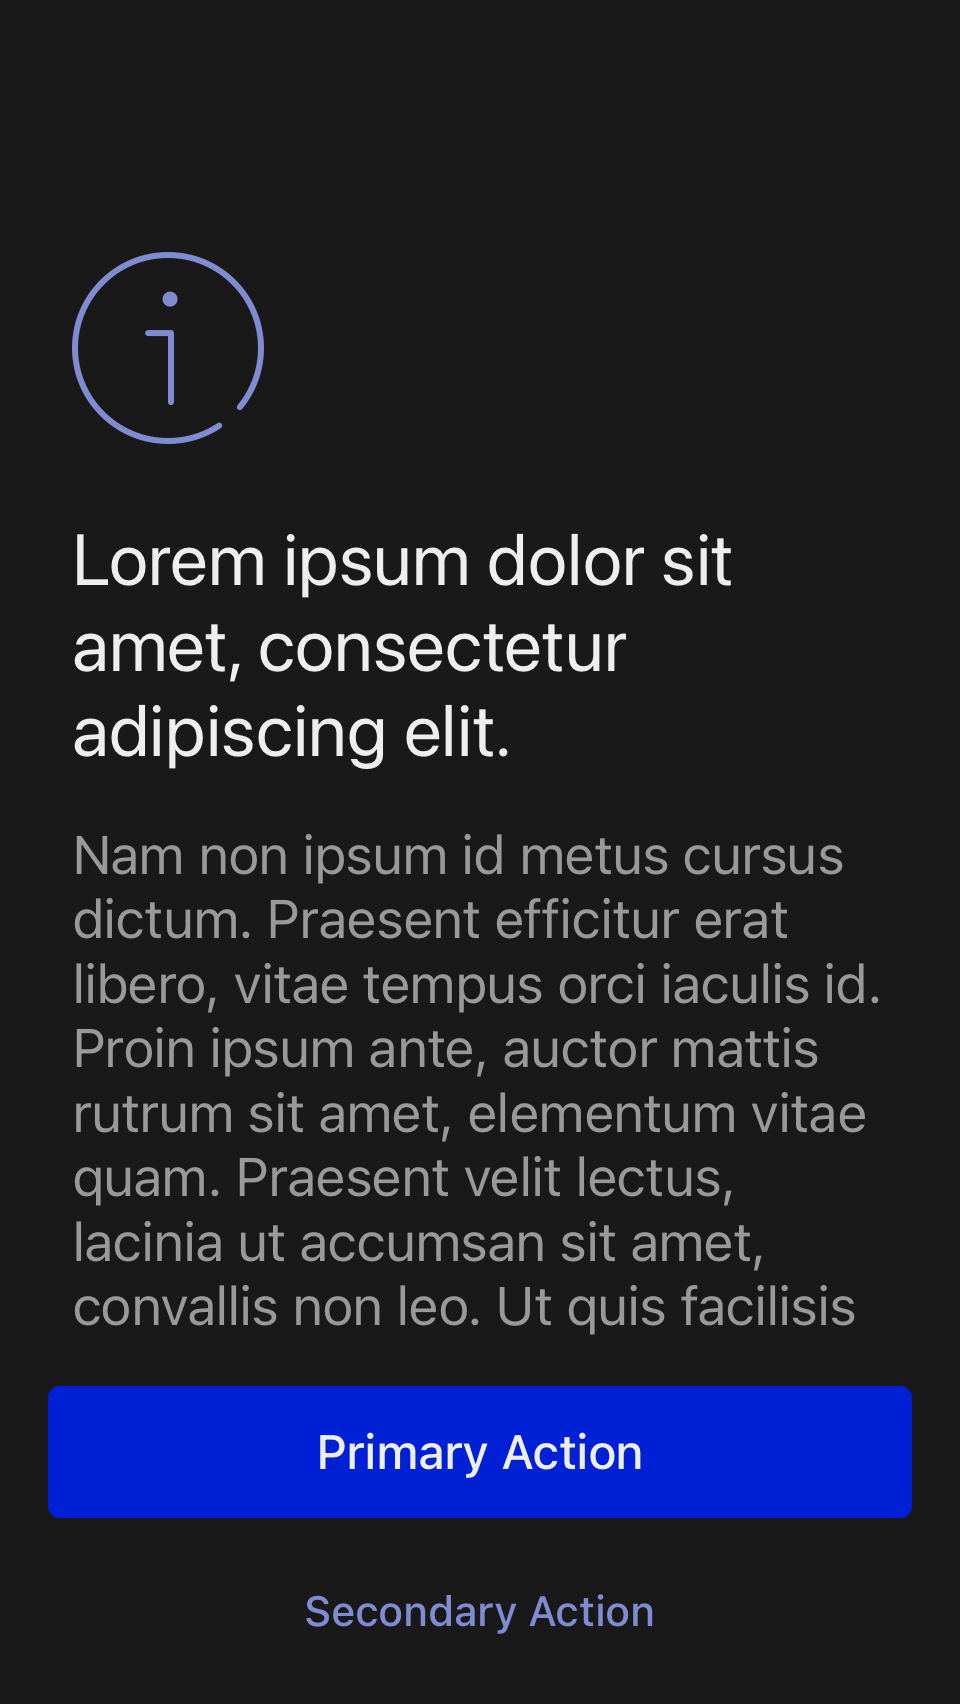 Lorem ipsum dolor sit
amet, consectetur
adipiscing elit.
Nam non ipsum id metus cursus
dictum. Praesent efficitur erat
libero, vitae tempus orci iaculis id.
Proin ipsum ante, auctor mattis
rutrum sit amet, elementum vitae
quam. Praesent velit lectus,
lacinia ut accumsan sit amet,
convallis non leo. Ut quis facilisis
Primary Action
Secondary Action